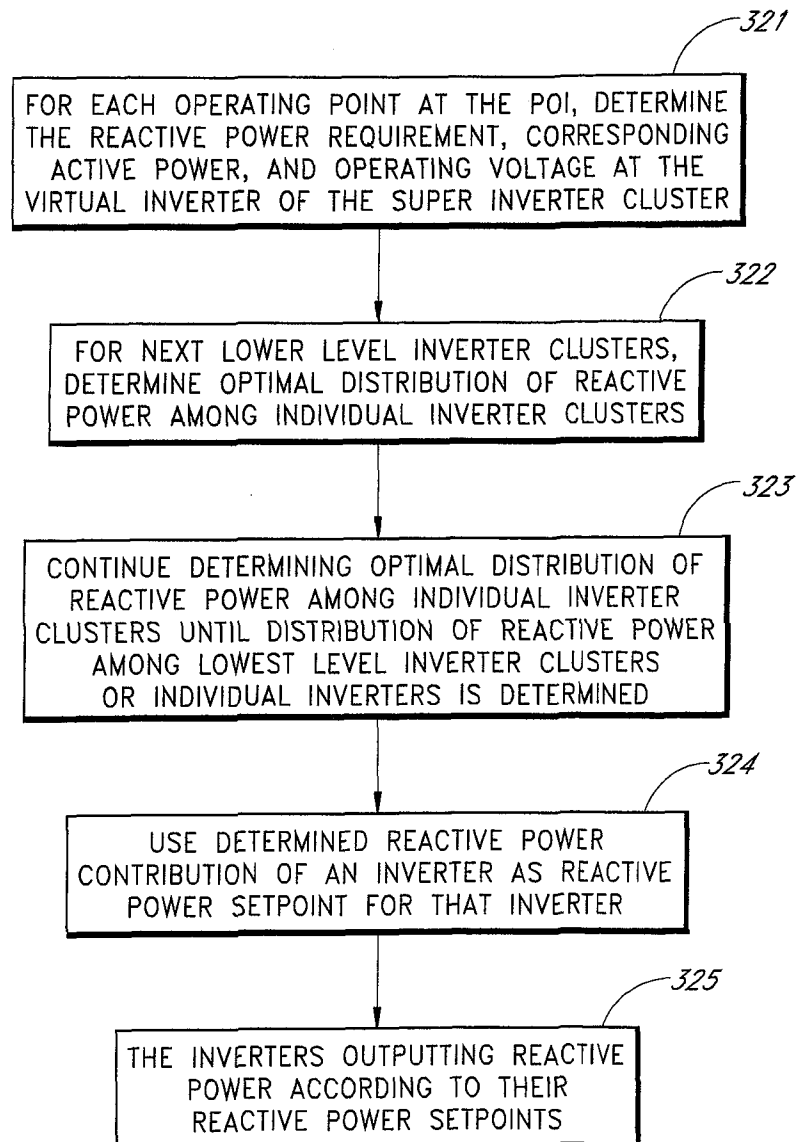 321
FOR EACH OPERATING POINT AT THE POI, DETERMINE
THE REACTIVE POWER REQUIREMENT, CORRESPONDING
ACTIVE POWER, AND OPERATING VOLTAGE AT THE
VIRTUAL INVERTER OF THE SUPER INVERTER CLUSTER
322
FOR NEXT LOWER LEVEL INVERTER CLUSTERS,
DETERMINE OPTIMAL DISTRIBUTION OF REACTIVE
POWER AMONG INDIVIDUAL INVERTER CLUSTERS
323
CONTINUE DETERMINING OPTIMAL DISTRIBUTION OF
REACTIVE POWER AMONG INDIVIDUAL INVERTER
CLUSTERS UNTIL DISTRIBUTION OF REACTIVE POWER
AMONG LOWEST LEVEL INVERTER CLUSTERS
OR INDIVIDUAL INVERTERS IS DETERMINED
324
USE DETERMINED REACTIVE POWER
CONTRIBUTION OF AN INVERTER AS REACTIVE
POWER SETPOINT FOR THAT INVERTER
325
THE INVERTERS OUTPUTTING REACTIVE
POWER ACCORDING TO THEIR
REACTIVE POWER SETPOINTS